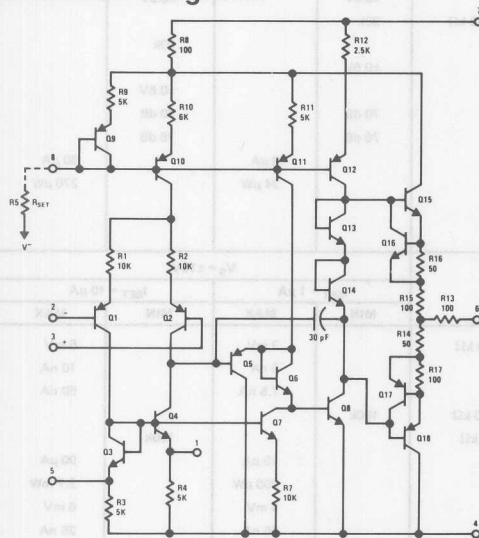 R8
100
R12
2.5K
R9
5K
R10
6K
R11
5K
Q9
8
Q10
Q11
Q12
Q15
R5
RSET
V−
Q13
Q16
R16
50
R1
10K
R2
10K
Q14
R15
100
R13
100
6
2
Q1
Q2
30 pF
R14
50
3
+
R17
100
Q5
Q6
Q17
Q4
Q7
Q8
Q18
Q3
1
5
R3
5K
R4
5K
R7
10K
4